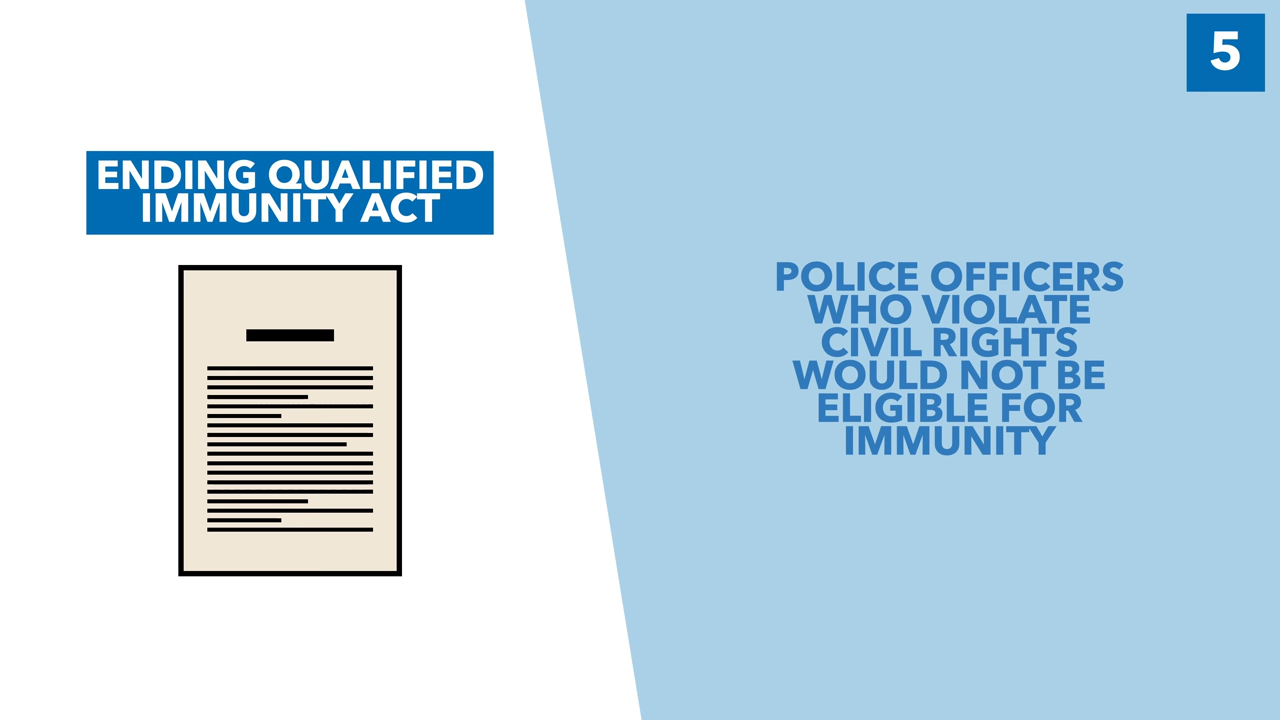 ENDING QUALIFIED
IMMUNITY ACT
5
POLICE OFFICERS
WHO VIOLATE
CIVIL RIGHTS
WOULD NOT BE
ELIGIBLE FOR
IMMUNITY